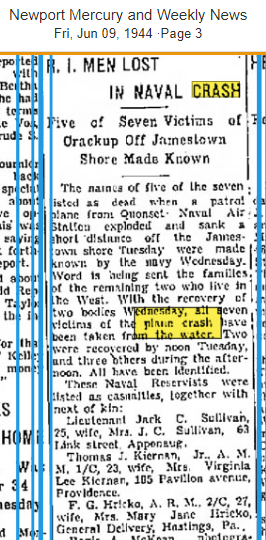 Newport Mercury and Weekly News
Fri, Jun 09, 1944 · Page 3
R. I. MEN LOST
IN NAVAL CRASH
Five of Seven Victims of
Crackup Off Jamestown
Shore Made Known
The names of five of the seven
listed as dead when a patrol
plane from Quonset Naval Air
Station exploded and sank a
short distance off the James-
town shore Tuesday were made
known by the navy Wednesday.
Word is being sent the families
of the remaining two who live in
the West. With the recovery of
two bodies Wednesday, all seven
victims of the plane crash have
been taken from the water. Two
were recovered by noon Tuesday,
and three others during the after-
noon. All have been identified.
These Naval Reservists were
listed as casualties, together with
next of kin:
Lieutenant Jack C. Sullivan,
25, wife, Mrs. J. C. Sullivan, 63
Link street, Appenaug.
Thomas J. Kiernan, Jr., A. M.
M. 1/C, 23, wife, Mrs. Virginia
Lee Kiernan, 105 Pavilion avenue,
Providence.
F. G. Hricko, A. R. M., 2/C, 27,
wife, Mrs. Mary Jane Hricko,
General Delivery, Hastings, Pa.,